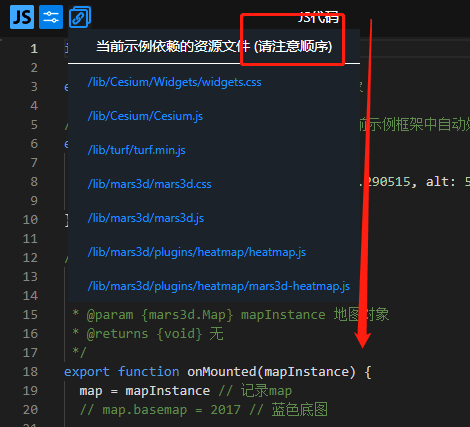 JS
JS代码
1
当前示例依赖的资源文件 (请注意顺序)
2
/lib/Cesium/Widgets/widgets.css
3
4
/lib/Cesium/Cesium.js
5 前示例框架中自动
6
/lib/turf/turf.min.js
7
/lib/mars3d/mars3d.css
8 .290515, alt: 5
9
/lib/mars3d/mars3d.js
10 }
11
/lib/mars3d/plugins/heatmap/heatmap.js
12 /
13
/lib/mars3d/plugins/heatmap/mars3d-heatmap.js
14
15 * @param {mars3d.Map} mapInstance 地图对象
16 * @returns {void} 无
17 */
18 export function onMounted(mapInstance) {
19 map = mapInstance // 记录map
20 // map.basemap = 2017 // 蓝色底图